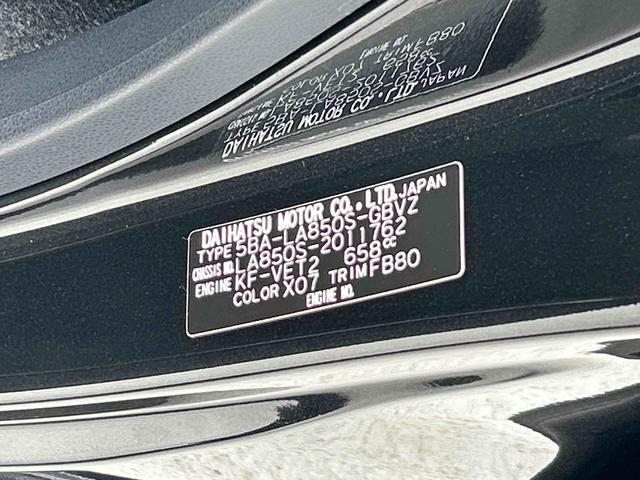 DAIHATSU MOTOR CO.,LTD. JAPAN
TYPE 5BA-LA850S-GBVZ
CHASSIS NO. LA850S-2011762
ENGINE KF-VET2 658cc
COLOR X07 TRIM FB80
ENGINE NO.